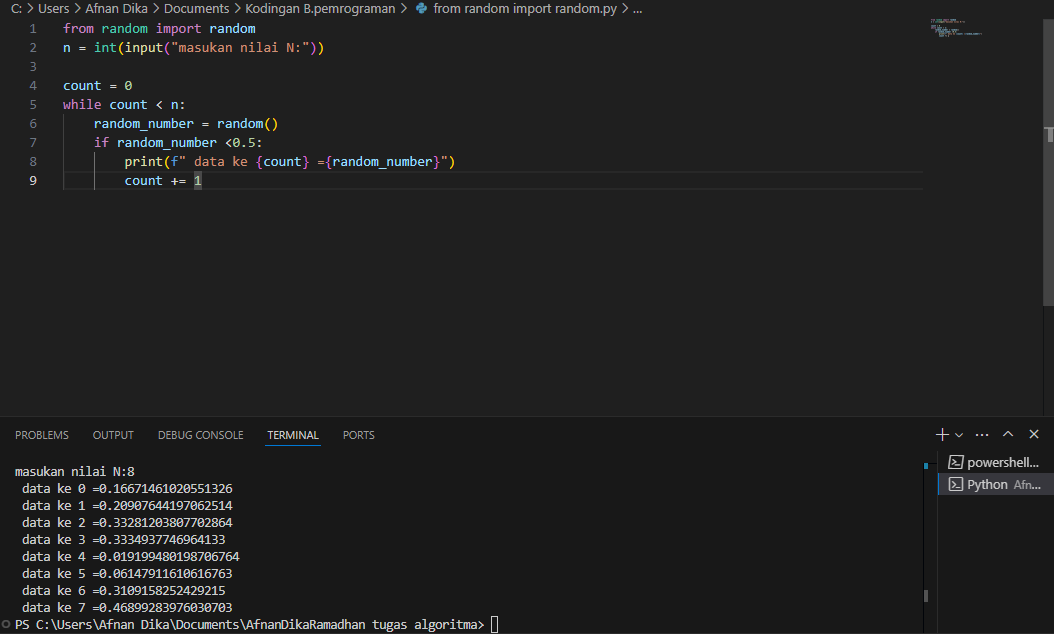 C: > Users > Afnan Dika > Documents > Kodingan B.pemrograman > from random import random.py > ...
1 from random import random
2 n = int(input("masukan nilai N:"))
3
4 count = 0
5 while count < n:
6 random_number = random()
7 if random_number <0.5:
8 print(f" data ke {count} ={random_number}")
9 count += 1
PROBLEMS OUTPUT DEBUG CONSOLE TERMINAL PORTS
powershell...
Python Afn...
masukan nilai N:8
data ke 0 =0.16671461020551326
data ke 1 =0.20907644197062514
data ke 2 =0.33281203807702864
data ke 3 =0.3334937746964133
data ke 4 =0.019199480198706764
data ke 5 =0.06147911610616763
data ke 6 =0.3109158252429215
data ke 7 =0.46899283976030703
PS C:\Users\Afnan Dika\Documents\AfnanDikaRamadhan tugas algoritma>